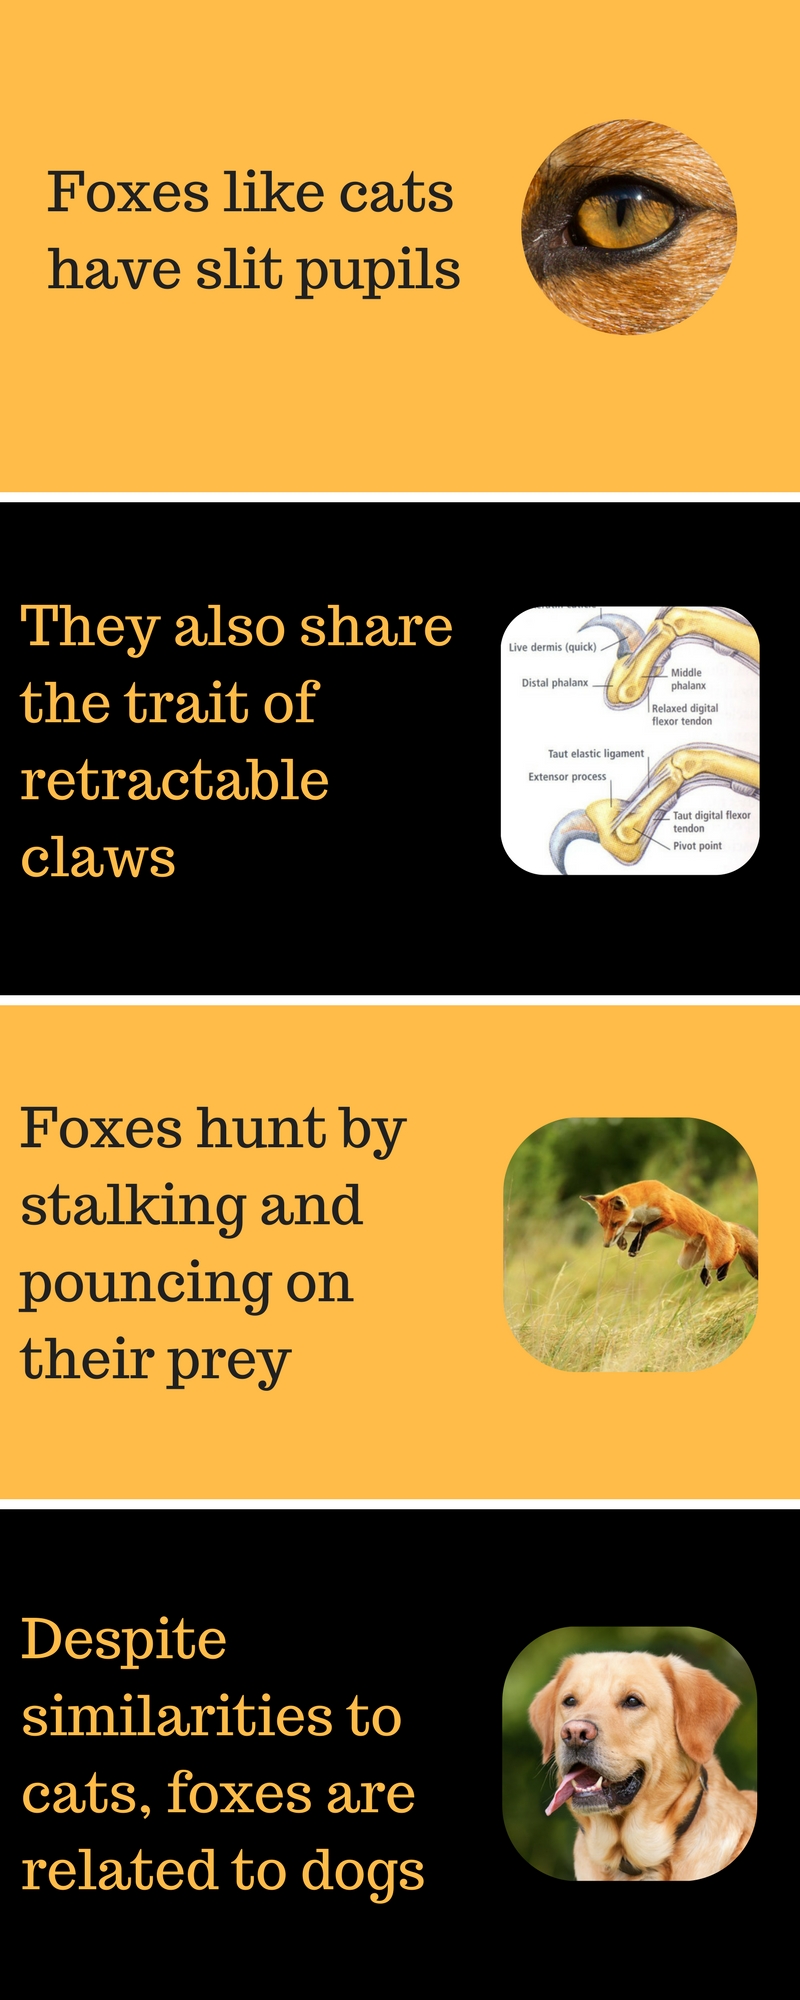 Foxes like cats
have slit pupils
They also share
the trait of
retractable
claws
Live dermis (quick)
Distal phalanx
Middle
phalanx
Relaxed digital
flexor tendon
Taut elastic ligament
Extensor process
Taut digital flexor
tendon
Pivot point
Foxes hunt by
stalking and
pouncing on
their prey
Despite
similarities to
cats, foxes are
related to dogs